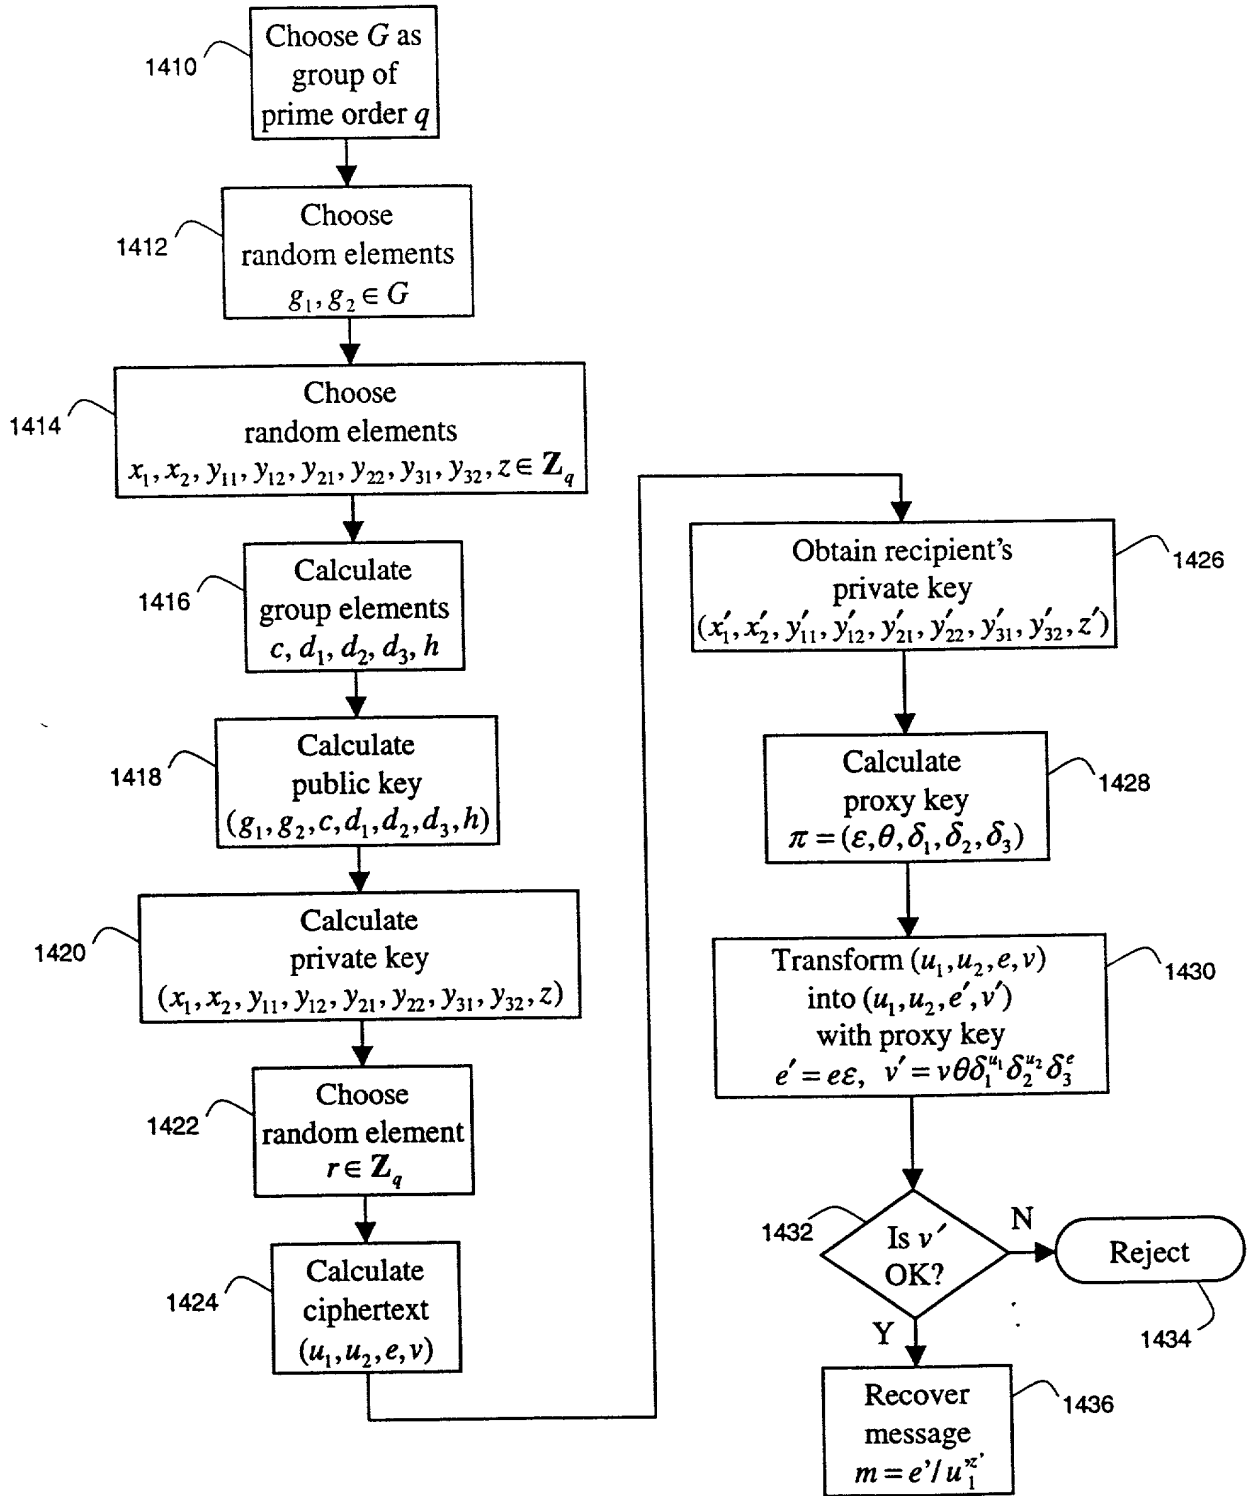 1410
Choose G as
group of
prime order q
1412
Choose
random elements
g₁, g₂ ∈ G
1414
Choose
random elements
x₁, x₂, y₁₁, y₁₂, y₂₁, y₂₂, y₃₁, y₃₂, z ∈ Z_q
1416
Calculate
group elements
c, d₁, d₂, d₃, h
1418
Calculate
public key
(g₁, g₂, c, d₁, d₂, d₃, h)
1420
Calculate
private key
(x₁, x₂, y₁₁, y₁₂, y₂₁, y₂₂, y₃₁, y₃₂, z)
1422
Choose
random element
r ∈ Z_q
1424
Calculate
ciphertext
(u₁, u₂, e, v)
1426
Obtain recipient's
private key
(x′₁, x′₂, y′₁₁, y′₁₂, y′₂₁, y′₂₂, y′₃₁, y′₃₂, z′)
1428
Calculate
proxy key
π = (ε, θ, δ₁, δ₂, δ₃)
1430
Transform (u₁, u₂, e, v)
into (u₁, u₂, e′, v′)
with proxy key
e′ = eε, v′ = vθδ₁^{u₁}δ₂^{u₂}δ₃^e
1432
Is v′
OK?
N
Reject
1434
Y
1436
Recover
message
m = e'/u'₁^{z'}